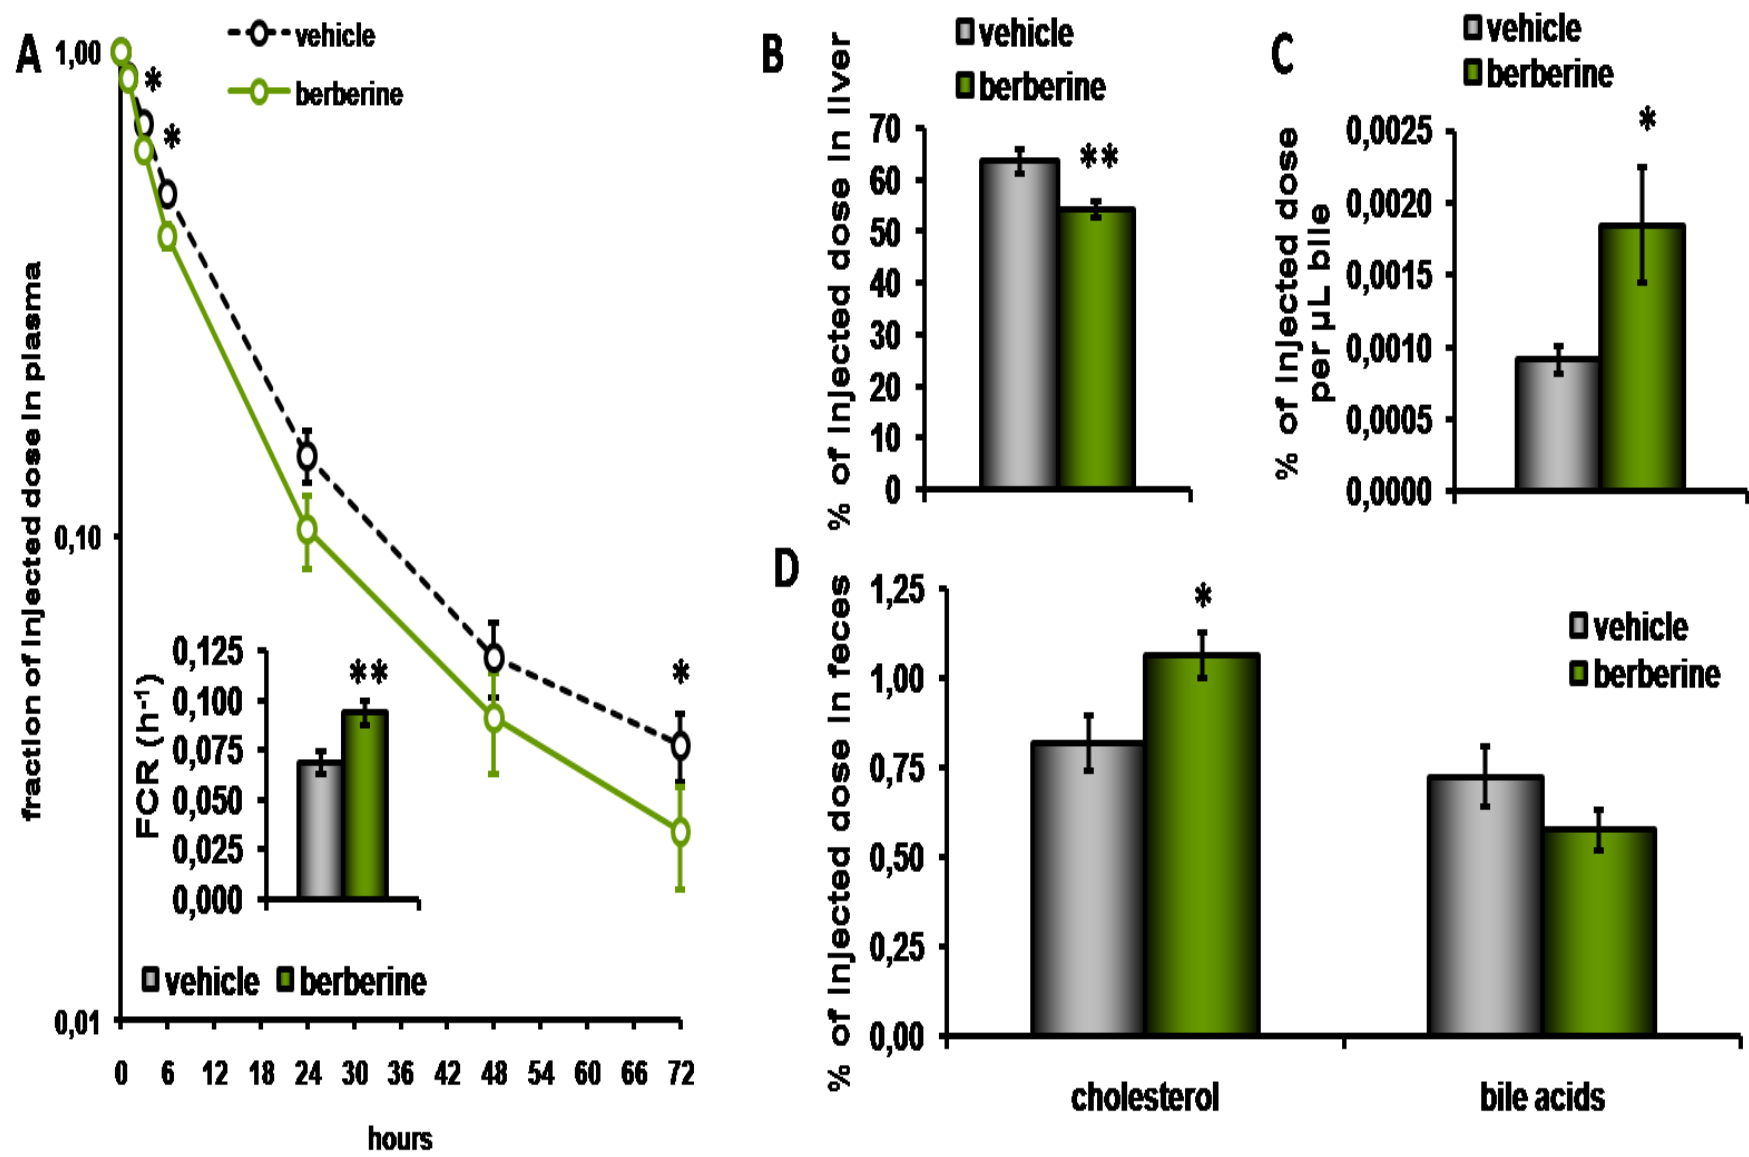 A
vehicle
berberine
fraction of injected dose in plasma
1,00
0,10
0,01
*
*
*
FCR (h-1)
0,125
0,100
0,075
0,050
0,025
0,000
**
vehicle berberine
0 6 12 18 24 30 36 42 48 54 60 66 72
hours
B
vehicle
berberine
% of injected dose in liver
70
60
50
40
30
20
10
0
**
C
vehicle
berberine
% of injected dose
per µL bile
0,0025
0,0020
0,0015
0,0010
0,0005
0,0000
*
D
% of injected dose in feces
1,25
1,00
0,75
0,50
0,25
0,00
*
vehicle
berberine
cholesterol bile acids